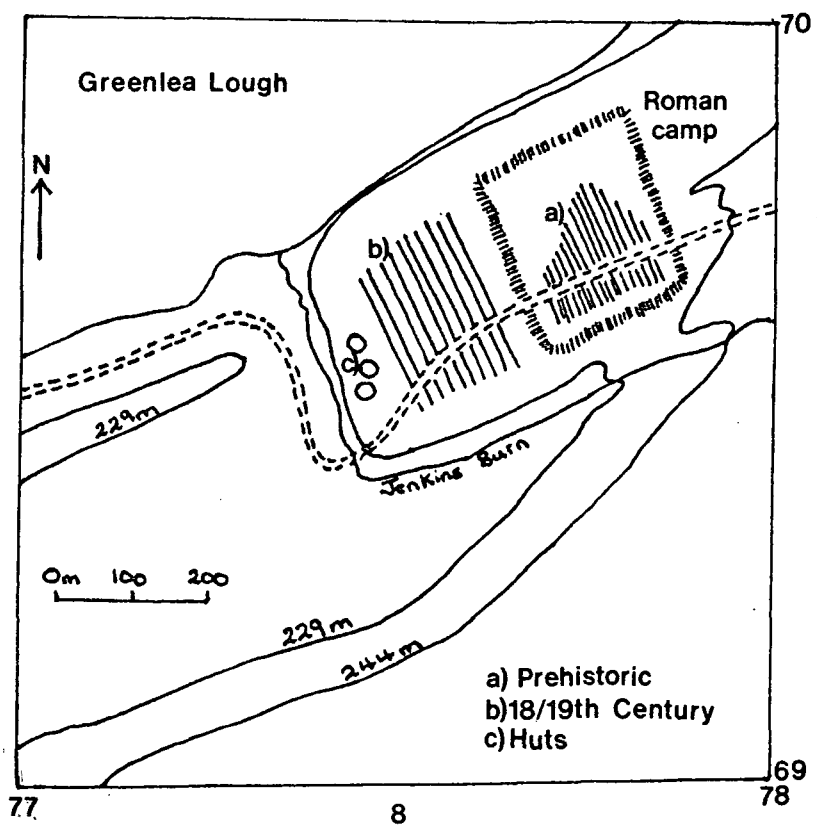 70
Greenlea Lough
Roman
camp
N
a)
b)
c
229m
Jenkins Burn
0m 100 200
229m
244m
a) Prehistoric
b)18/19th Century
c) Huts
69
77
78
8